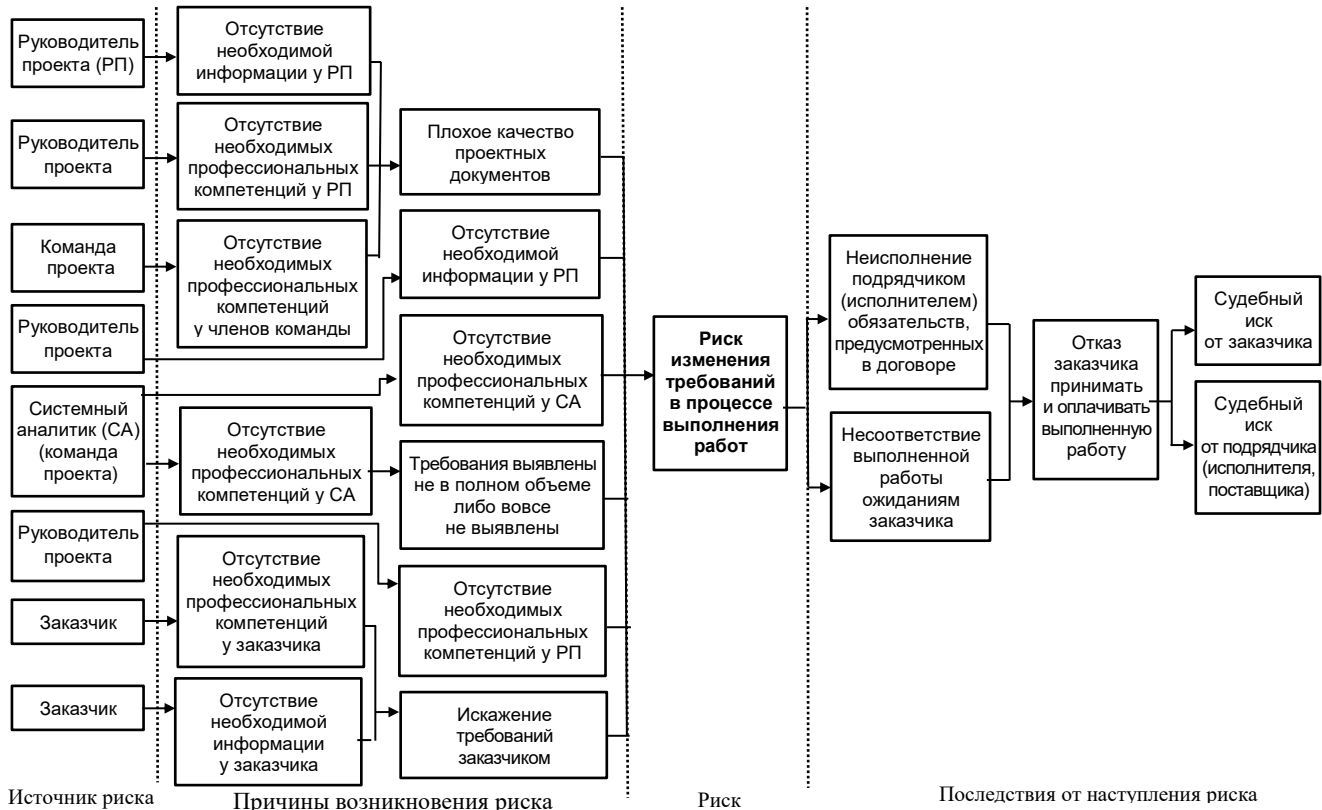 Руководитель
проекта (РП)
Отсутствие
необходимой
информации у РП
Руководитель
проекта
Отсутствие
необходимых
профессиональных
компетенций у РП
Плохое качество
проектных
документов
Команда
проекта
Отсутствие
необходимых
профессиональных
компетенций
у членов команды
Отсутствие
необходимой
информации у РП
Руководитель
проекта
Отсутствие
необходимых
профессиональных
компетенций у СА
Системный
аналитик (СА)
(команда
проекта)
Отсутствие
необходимых
профессиональных
компетенций у СА
Требования выявлены
не в полном объеме
либо вовсе
не выявлены
Руководитель
проекта
Отсутствие
необходимых
профессиональных
компетенций
у заказчика
Отсутствие
необходимых
профессиональных
компетенций у РП
Заказчик
Заказчик
Отсутствие
необходимой
информации
у заказчика
Искажение
требований
заказчиком
Риск
изменения
требований
в процессе
выполнения
работ
Неисполнение
подрядчиком
(исполнителем)
обязательств,
предусмотренных
в договоре
Несоответствие
выполненной
работы
ожиданиям
заказчика
Отказ
заказчика
принимать
и оплачивать
выполненную
работу
Судебный
иск
от заказчика
Судебный
иск
от подрядчика
(исполнителя,
поставщика)
Источник риска
Причины возникновения риска
Риск
Последствия от наступления риска